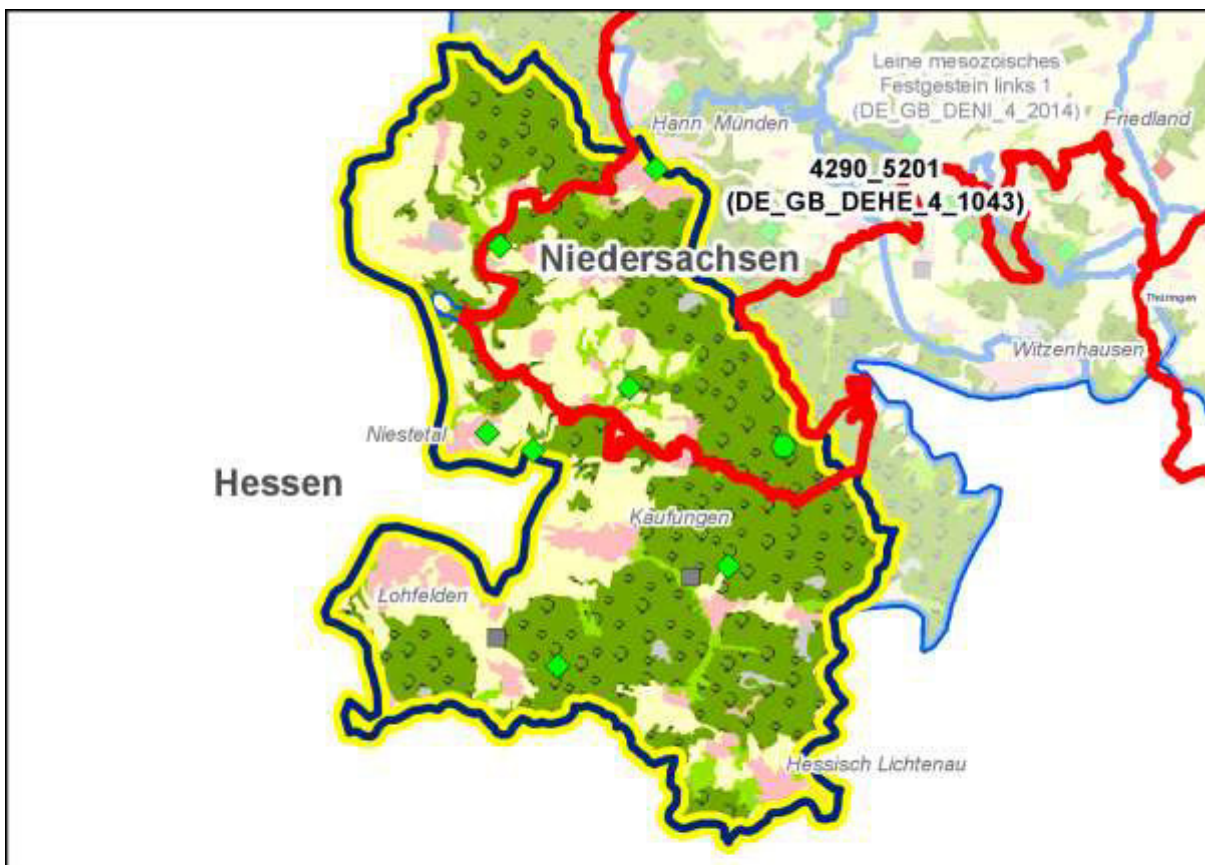 Leine mesozoisches
Festgestein links 1
(DE_GB_DENI_4_2014)
Hann Münden
Friedland
4290_5201
(DE_GB_DEHE_4_1043)
Niedersachsen
Thüringen
Witzenhausen
Niestetal
Hessen
Kaufungen
Lohfelden
Hessisch Lichtenau